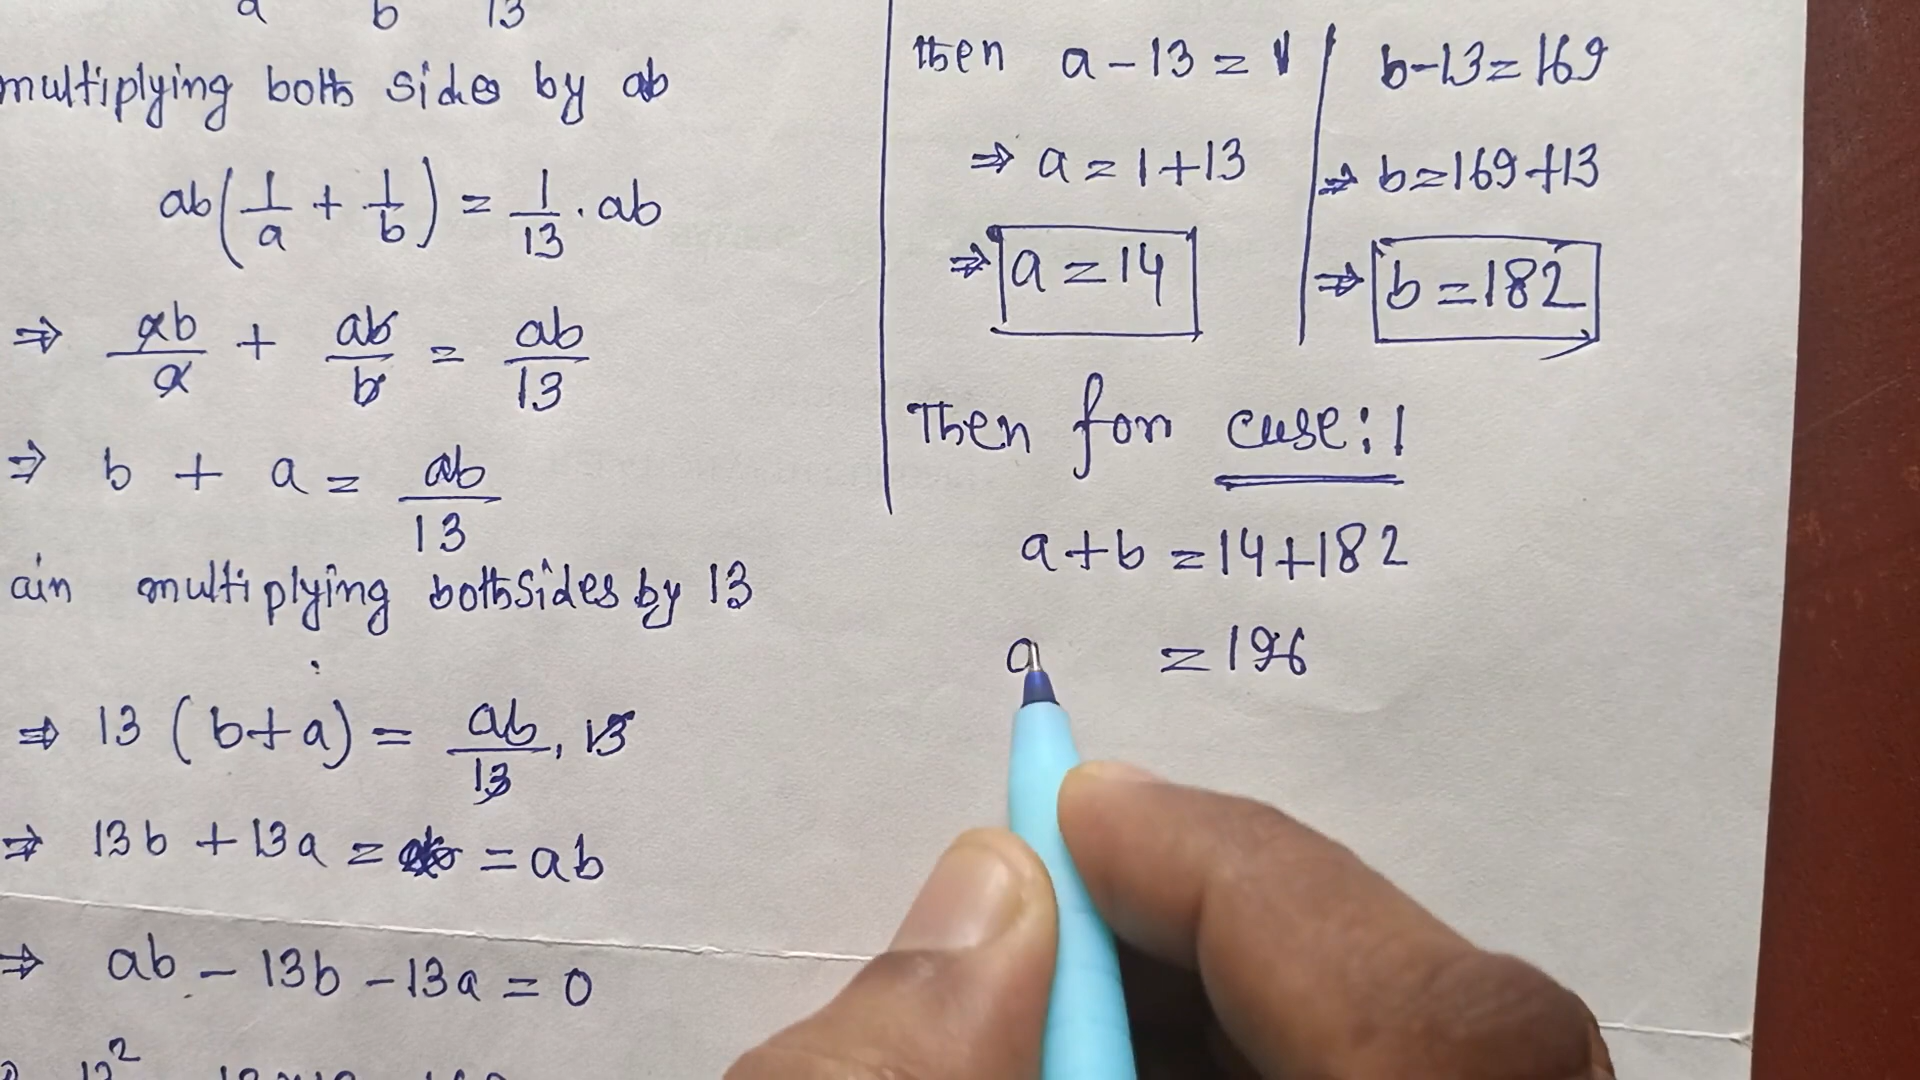 a b 13
multiplying both sides by ab
ab(1/a + 1/b) = 1/13 . ab
⇒ ab/a + ab/b = ab/13
⇒ b + a = ab/13
ain multiplying both sides by 13
⇒ 13 (b+a) = ab/13 . 13
⇒ 13b + 13a = = ab
⇒ ab - 13b - 13a = 0
then a - 13 = 1
⇒ a = 1 + 13
⇒ a = 14
b - 13 = 169
⇒ b = 169 + 13
⇒ b = 182
Then for case: 1
a + b = 14 + 182
a = 196